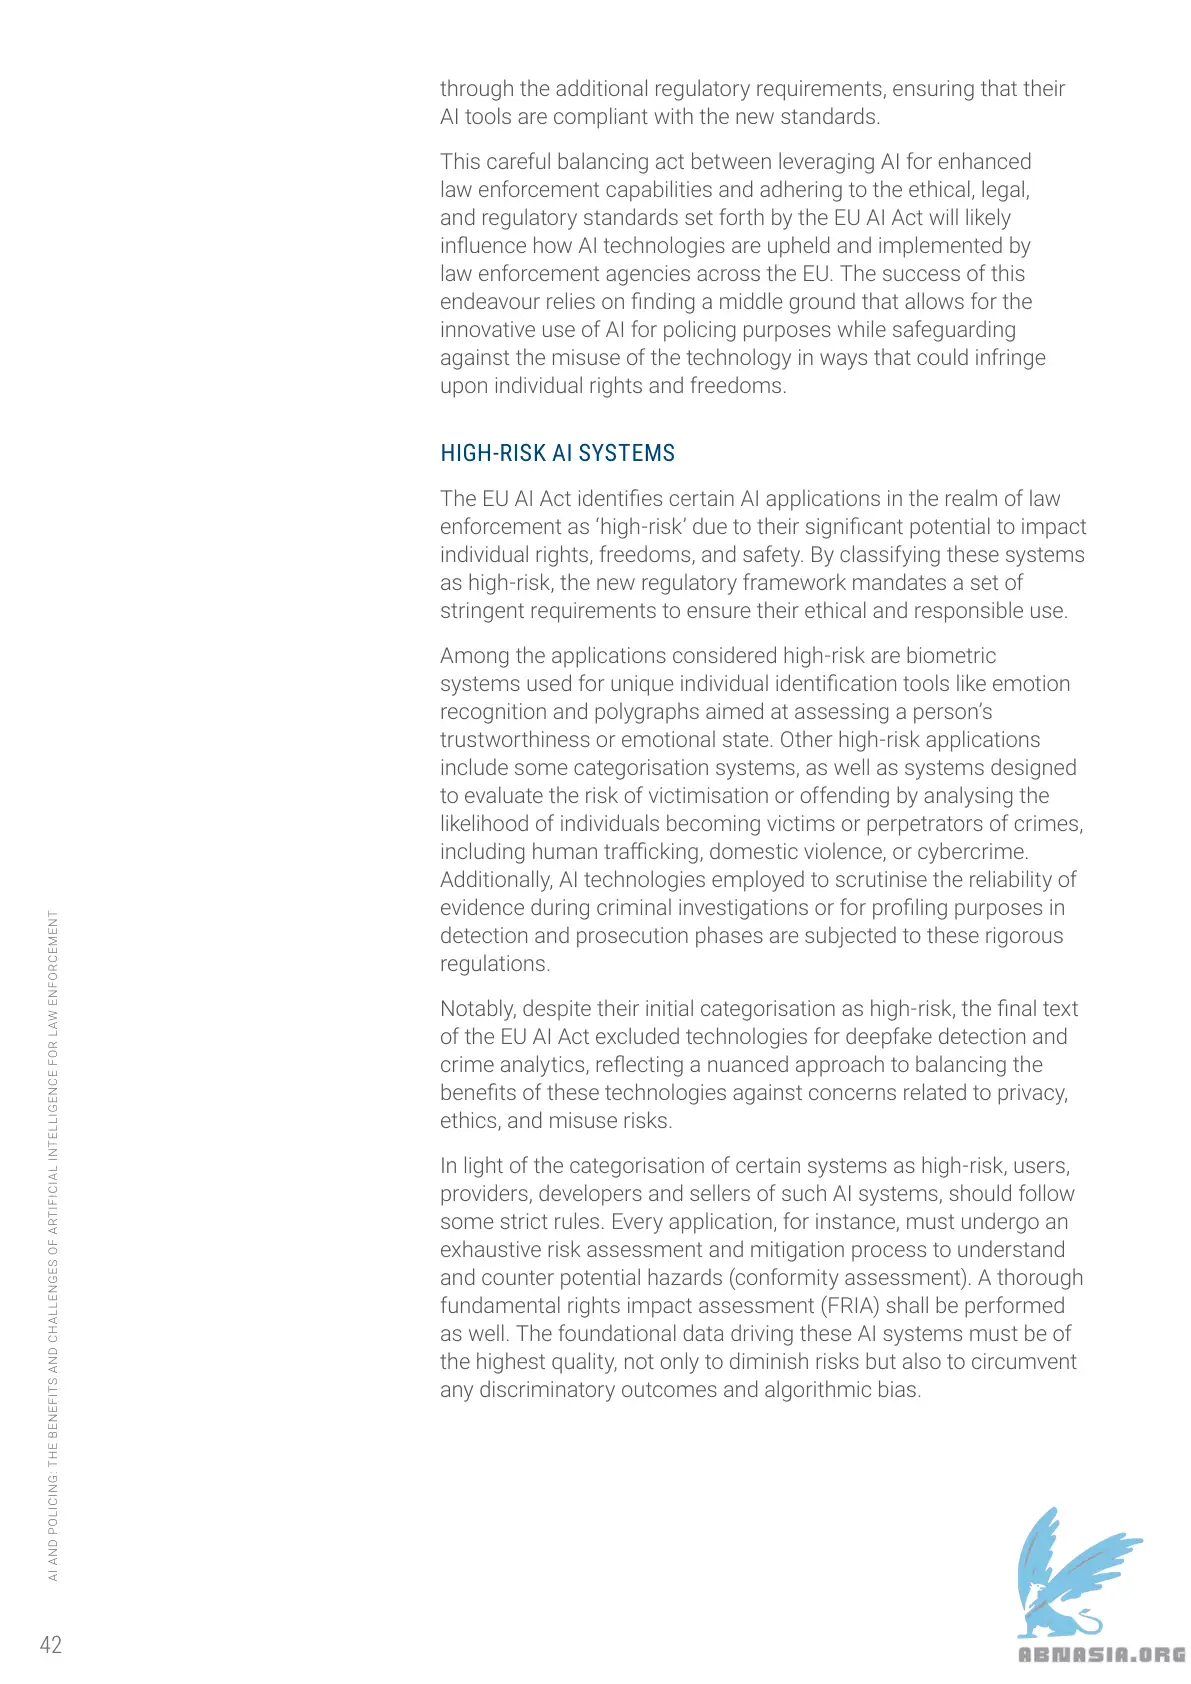 through the additional regulatory requirements, ensuring that their
AI tools are compliant with the new standards.
This careful balancing act between leveraging AI for enhanced
law enforcement capabilities and adhering to the ethical, legal,
and regulatory standards set forth by the EU AI Act will likely
influence how AI technologies are upheld and implemented by
law enforcement agencies across the EU. The success of this
endeavour relies on finding a middle ground that allows for the
innovative use of AI for policing purposes while safeguarding
against the misuse of the technology in ways that could infringe
upon individual rights and freedoms.
HIGH-RISK AI SYSTEMS
The EU AI Act identifies certain AI applications in the realm of law
enforcement as ‘high-risk’ due to their significant potential to impact
individual rights, freedoms, and safety. By classifying these systems
as high-risk, the new regulatory framework mandates a set of
stringent requirements to ensure their ethical and responsible use.
Among the applications considered high-risk are biometric
systems used for unique individual identification tools like emotion
recognition and polygraphs aimed at assessing a person’s
trustworthiness or emotional state. Other high-risk applications
include some categorisation systems, as well as systems designed
to evaluate the risk of victimisation or offending by analysing the
likelihood of individuals becoming victims or perpetrators of crimes,
including human trafficking, domestic violence, or cybercrime.
Additionally, AI technologies employed to scrutinise the reliability of
evidence during criminal investigations or for profiling purposes in
detection and prosecution phases are subjected to these rigorous
regulations.
Notably, despite their initial categorisation as high-risk, the final text
of the EU AI Act excluded technologies for deepfake detection and
crime analytics, reflecting a nuanced approach to balancing the
benefits of these technologies against concerns related to privacy,
ethics, and misuse risks.
In light of the categorisation of certain systems as high-risk, users,
providers, developers and sellers of such AI systems, should follow
some strict rules. Every application, for instance, must undergo an
exhaustive risk assessment and mitigation process to understand
and counter potential hazards (conformity assessment). A thorough
fundamental rights impact assessment (FRIA) shall be performed
as well. The foundational data driving these AI systems must be of
the highest quality, not only to diminish risks but also to circumvent
any discriminatory outcomes and algorithmic bias.
AI AND POLICING: THE BENEFITS AND CHALLENGES OF ARTIFICIAL INTELLIGENCE FOR LAW ENFORCEMENT
42
ABNASIA.ORG